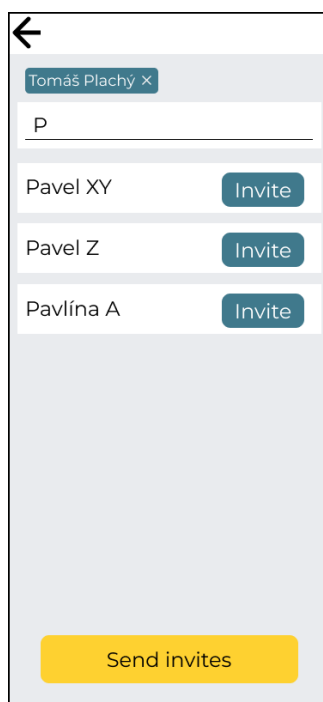 Tomáš Plachý ×
P
Pavel XY Invite
Pavel Z Invite
Pavlína A Invite
Send invites